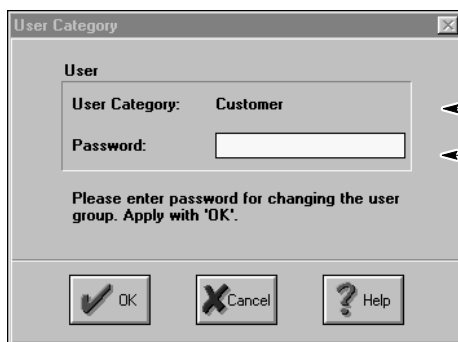 User Category
User
User Category: Customer
Password:
Please enter password for changing the user
group. Apply with 'OK'.
OK Cancel Help